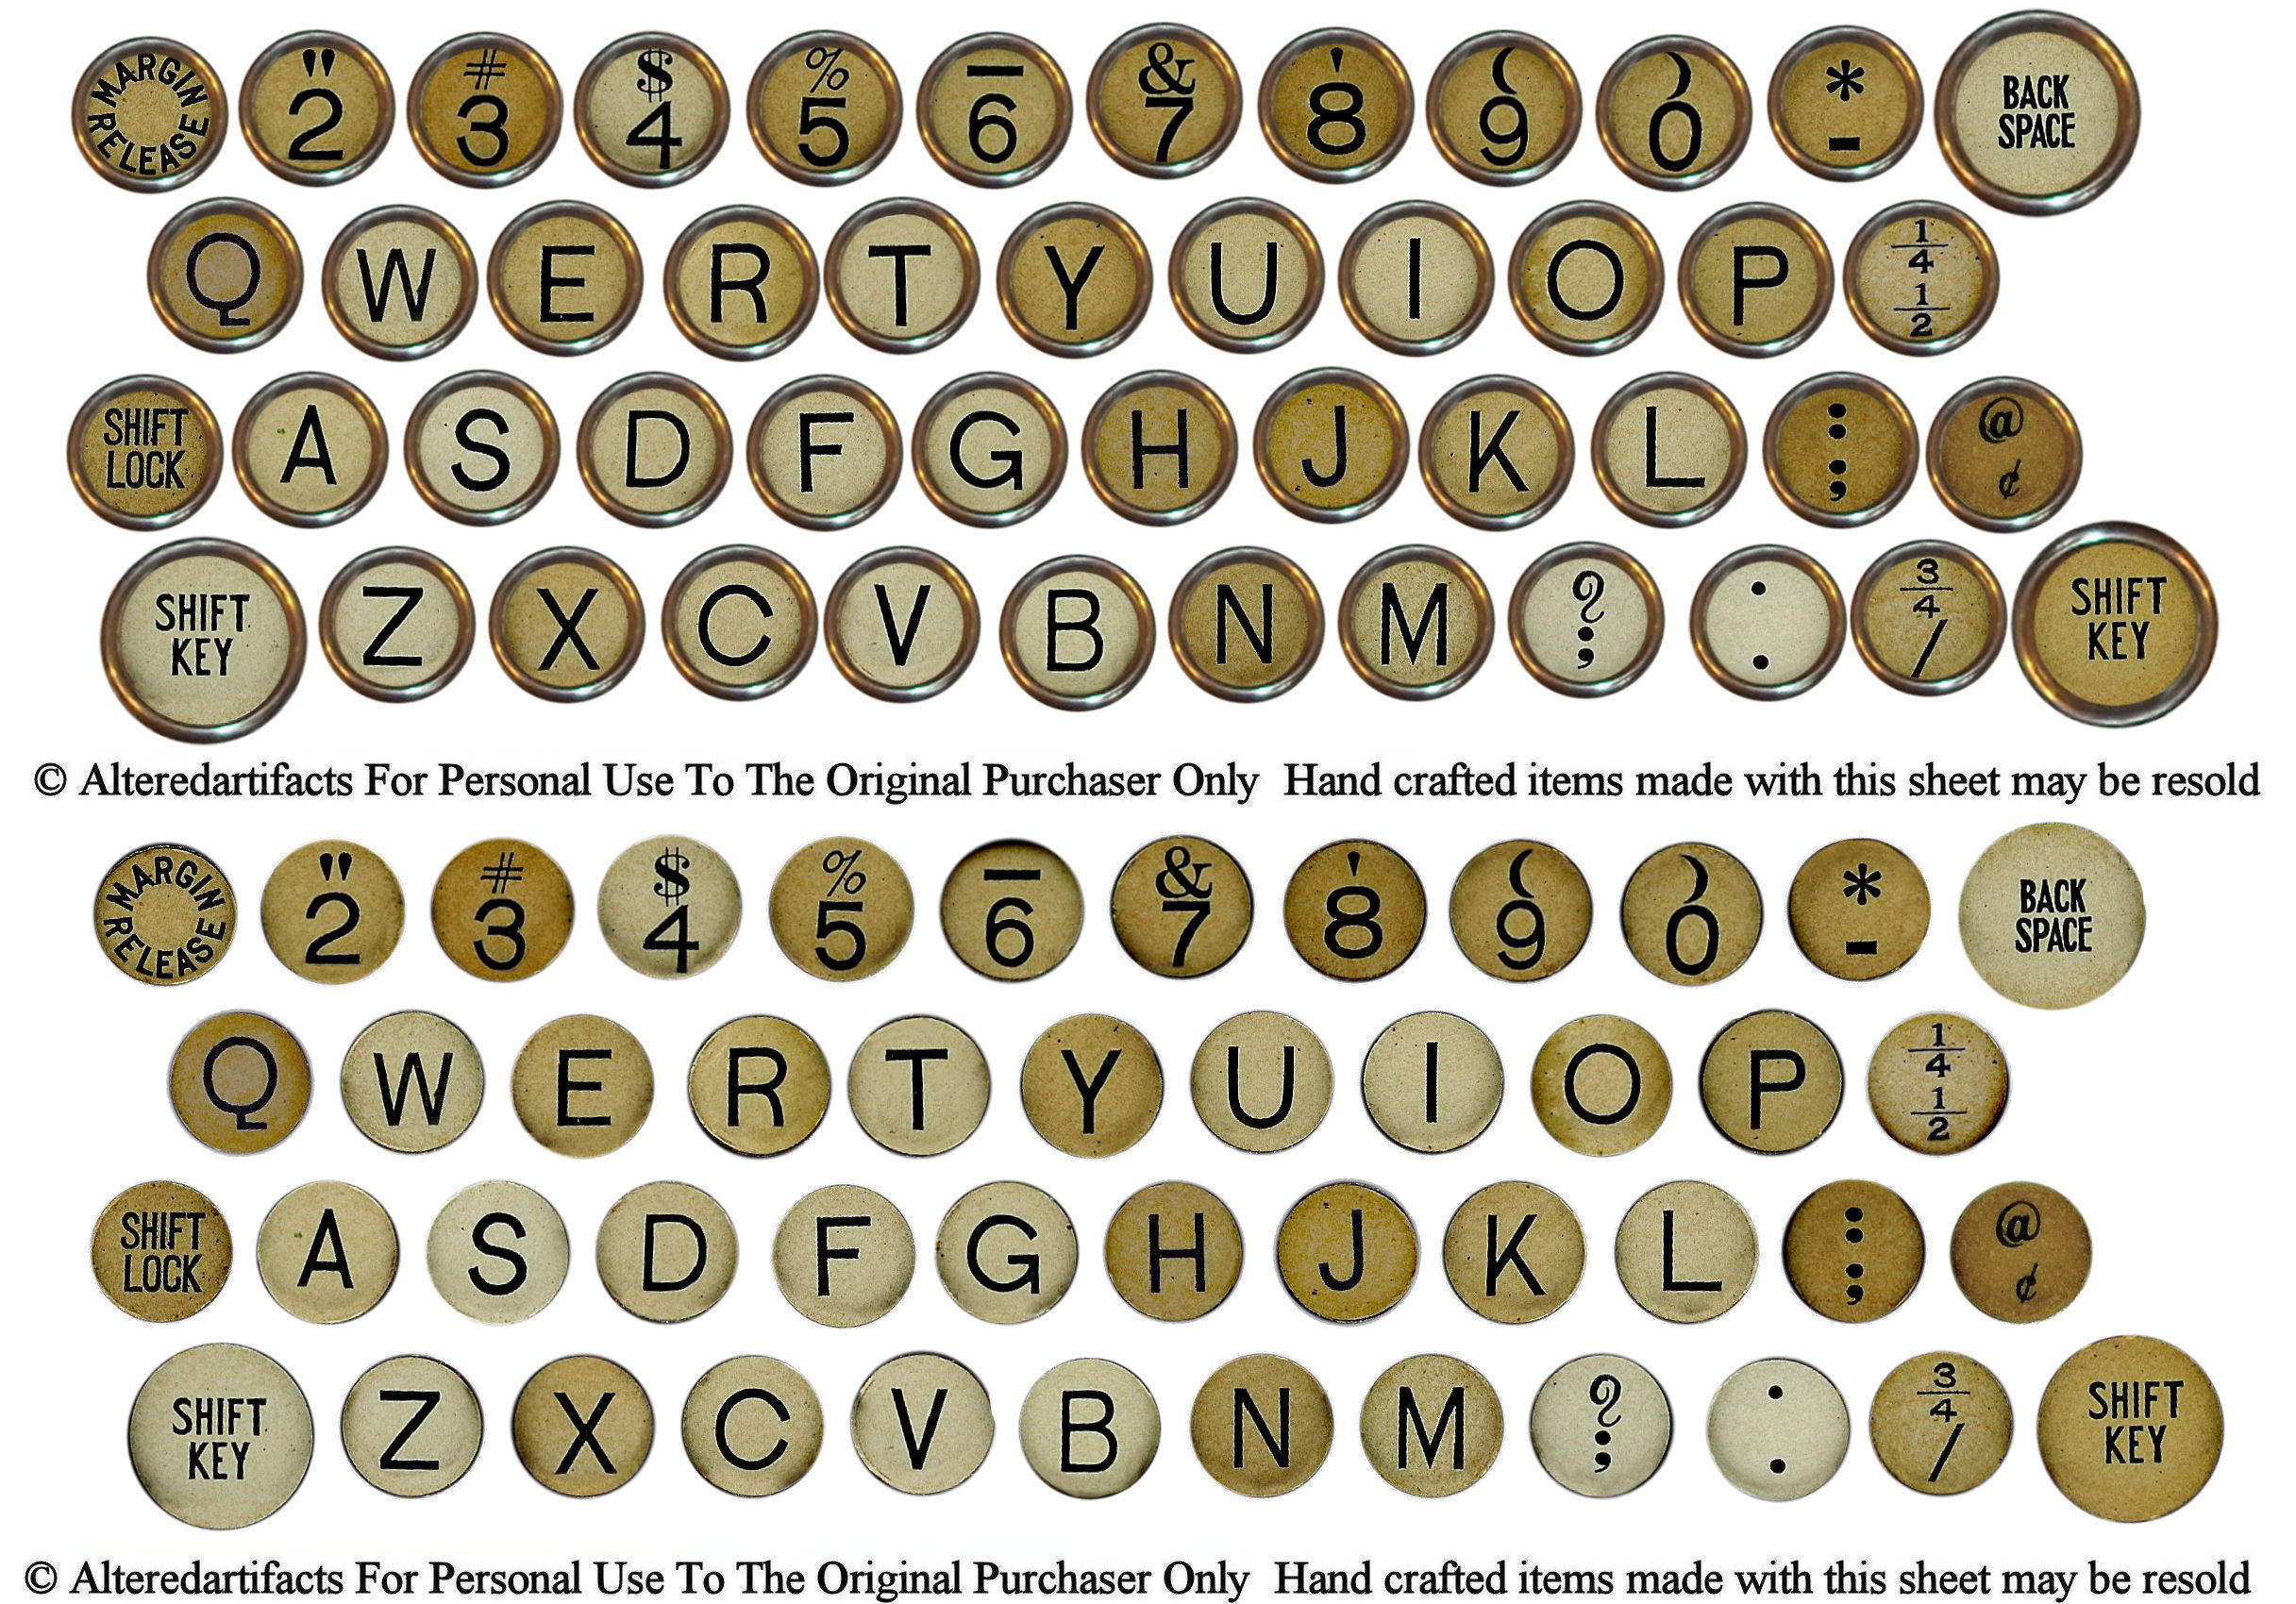 MARGIN RELEASE " 2 # 3 $ 4 % 5 — 6 & 7 ' 8 ( 9 ) 0 * - BACK SPACE
Q W E R T Y U I O P 1/4 1/2
SHIFT LOCK A S D F G H J K L : ; @ ¢
SHIFT KEY Z X C V B N M ? ; . . 3/4 / SHIFT KEY
© Alteredartifacts For Personal Use To The Original Purchaser Only Hand crafted items made with this sheet may be resold
MARGIN RELEASE " 2 # 3 $ 4 % 5 — 6 & 7 ' 8 ( 9 ) 0 * - BACK SPACE
Q W E R T Y U I O P 1/4 1/2
SHIFT LOCK A S D F G H J K L : ; @ ¢
SHIFT KEY Z X C V B N M ? ; . . 3/4 / SHIFT KEY
© Alteredartifacts For Personal Use To The Original Purchaser Only Hand crafted items made with this sheet may be resold